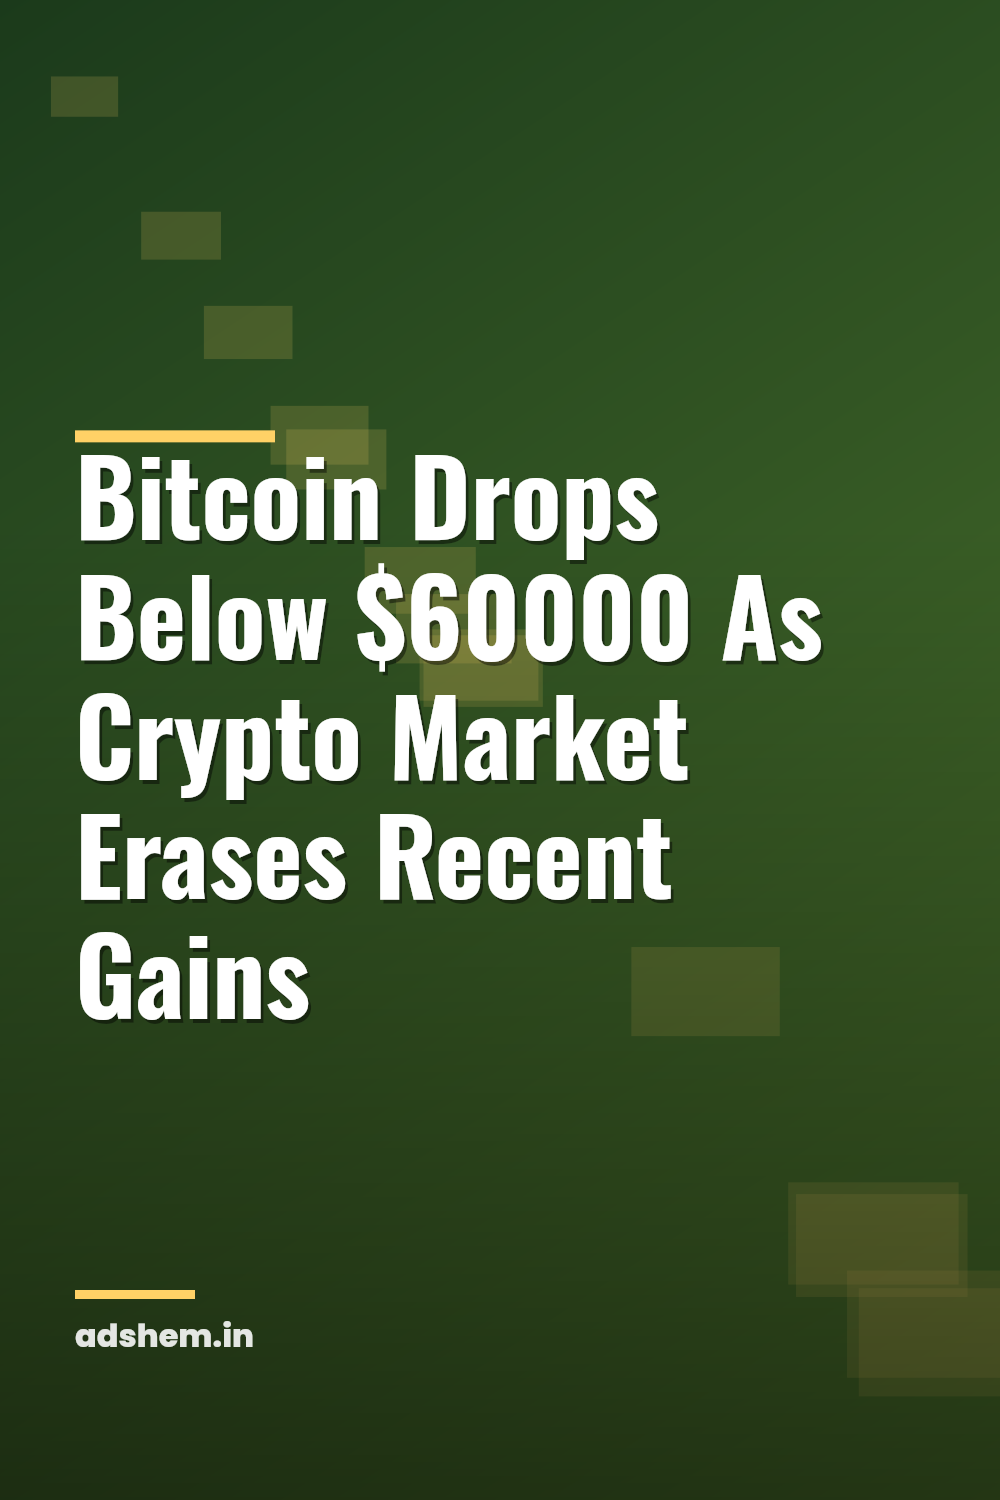 Bitcoin Drops
Below $60000 As
Crypto Market
Erases Recent
Gains
adshem.in